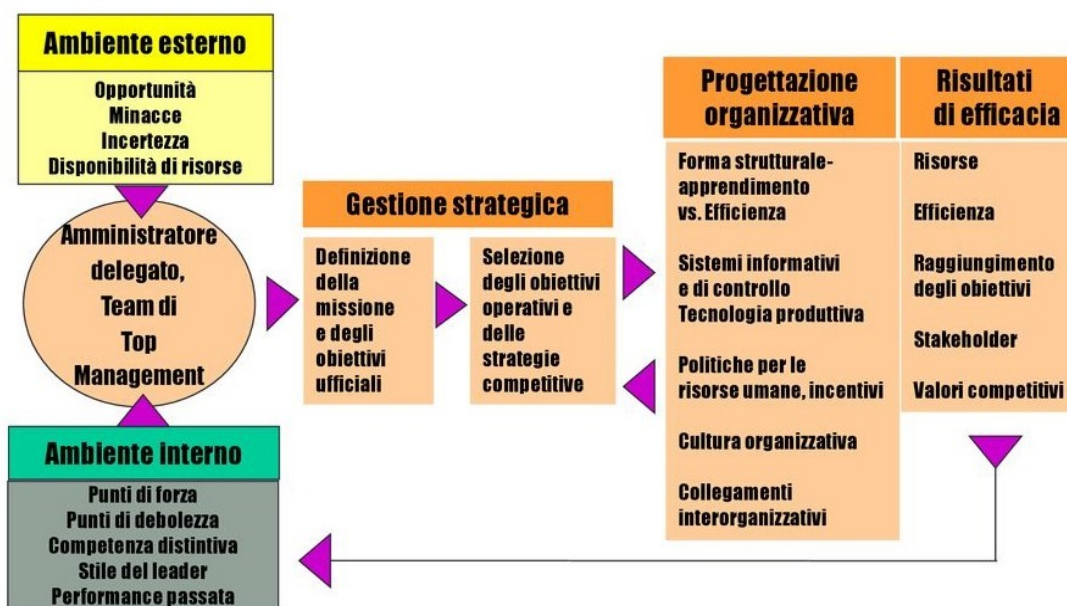 Ambiente esterno
Opportunità
Minacce
Incertezza
Disponibilità di risorse
Amministratore
delegato,
Team di
Top
Management
Ambiente interno
Punti di forza
Punti di debolezza
Competenza distintiva
Stile del leader
Performance passata
Gestione strategica
Definizione
della
missione
e degli
obiettivi
ufficiali
Selezione
degli obiettivi
operativi e
delle
strategie
competitive
Progettazione
organizzativa
Forma strutturale-
apprendimento
vs. Efficienza
Sistemi informativi
e di controllo
Tecnologia produttiva
Politiche per le
risorse umane, incentivi
Cultura organizzativa
Collegamenti
interorganizzativi
Risultati
di efficacia
Risorse
Efficienza
Raggiungimento
degli obiettivi
Stakeholder
Valori competitivi